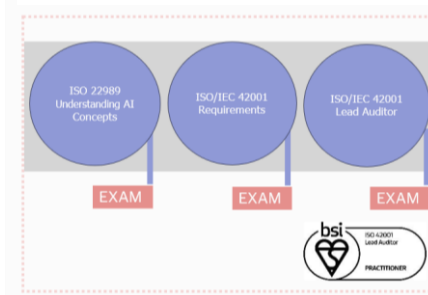 ISO 22989
Understanding AI
Concepts
ISO/IEC 42001
Requirements
ISO/IEC 42001
Lead Auditor
EXAM
EXAM
EXAM
bsi
ISO 42001
Lead Auditor
PRACTITIONER